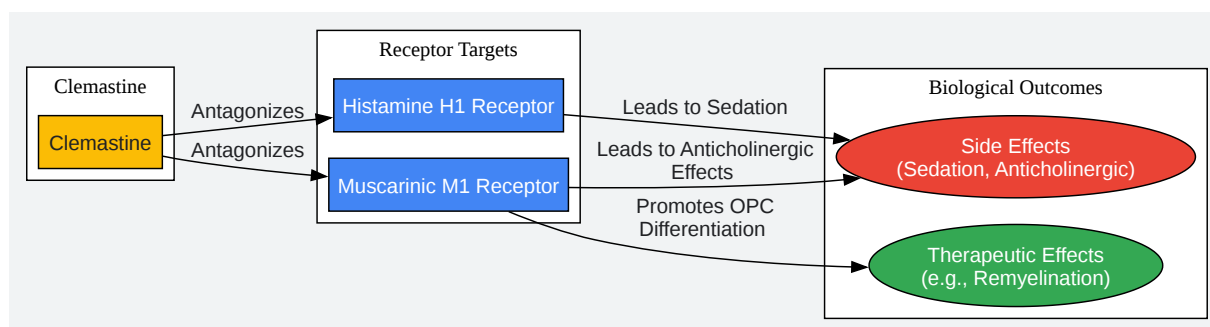 Clemastine
Clemastine
Antagonizes
Antagonizes
Receptor Targets
Histamine H1 Receptor
Muscarinic M1 Receptor
Leads to Sedation
Leads to Anticholinergic
Effects
Promotes OPC
Differentiation
Biological Outcomes
Side Effects
(Sedation, Anticholinergic)
Therapeutic Effects
(e.g., Remyelination)